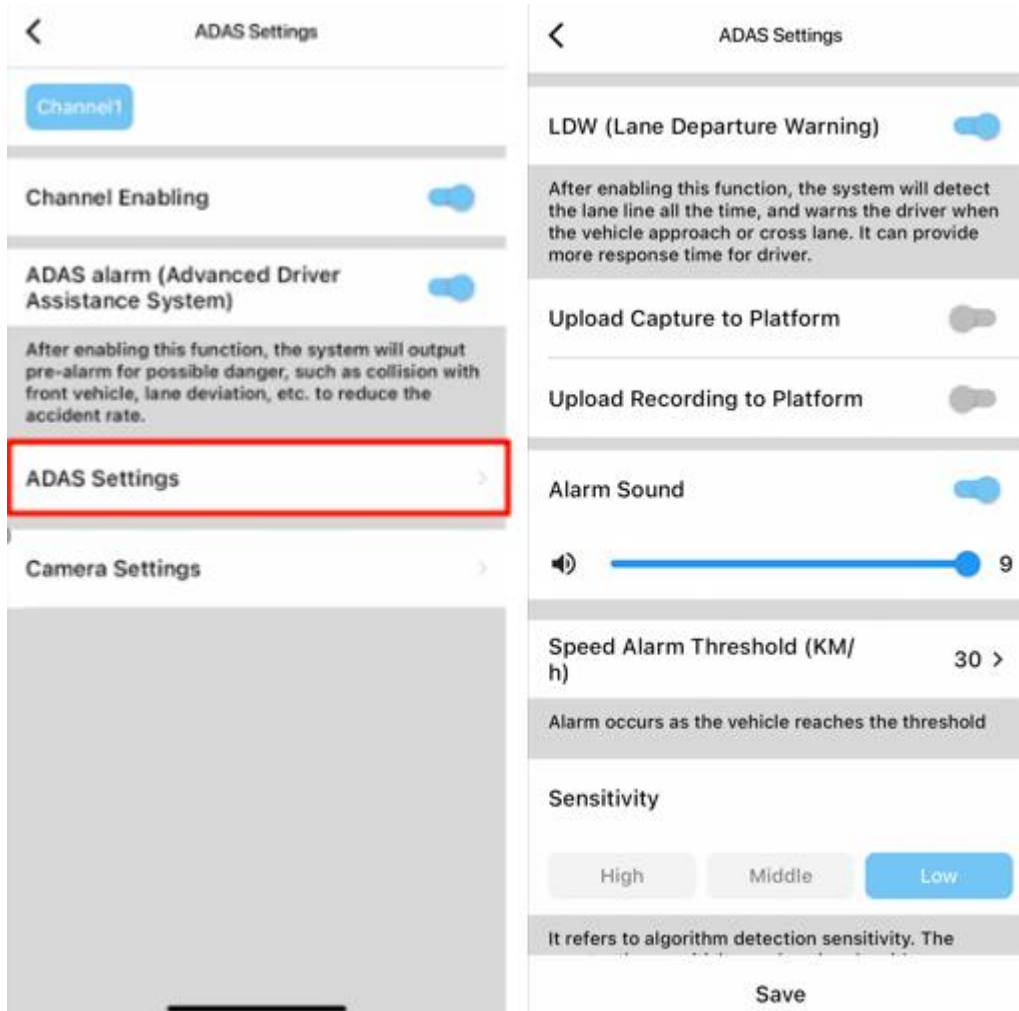 ADAS Settings
Channel1
Channel Enabling
ADAS alarm (Advanced Driver
Assistance System)
After enabling this function, the system will output
pre-alarm for possible danger, such as collision with
front vehicle, lane deviation, etc. to reduce the
accident rate.
ADAS Settings
Camera Settings
ADAS Settings
LDW (Lane Departure Warning)
After enabling this function, the system will detect
the lane line all the time, and warns the driver when
the vehicle approach or cross lane. It can provide
more response time for driver.
Upload Capture to Platform
Upload Recording to Platform
Alarm Sound
9
Speed Alarm Threshold (KM/
h)
30 >
Alarm occurs as the vehicle reaches the threshold
Sensitivity
High Middle Low
It refers to algorithm detection sensitivity. The
Save